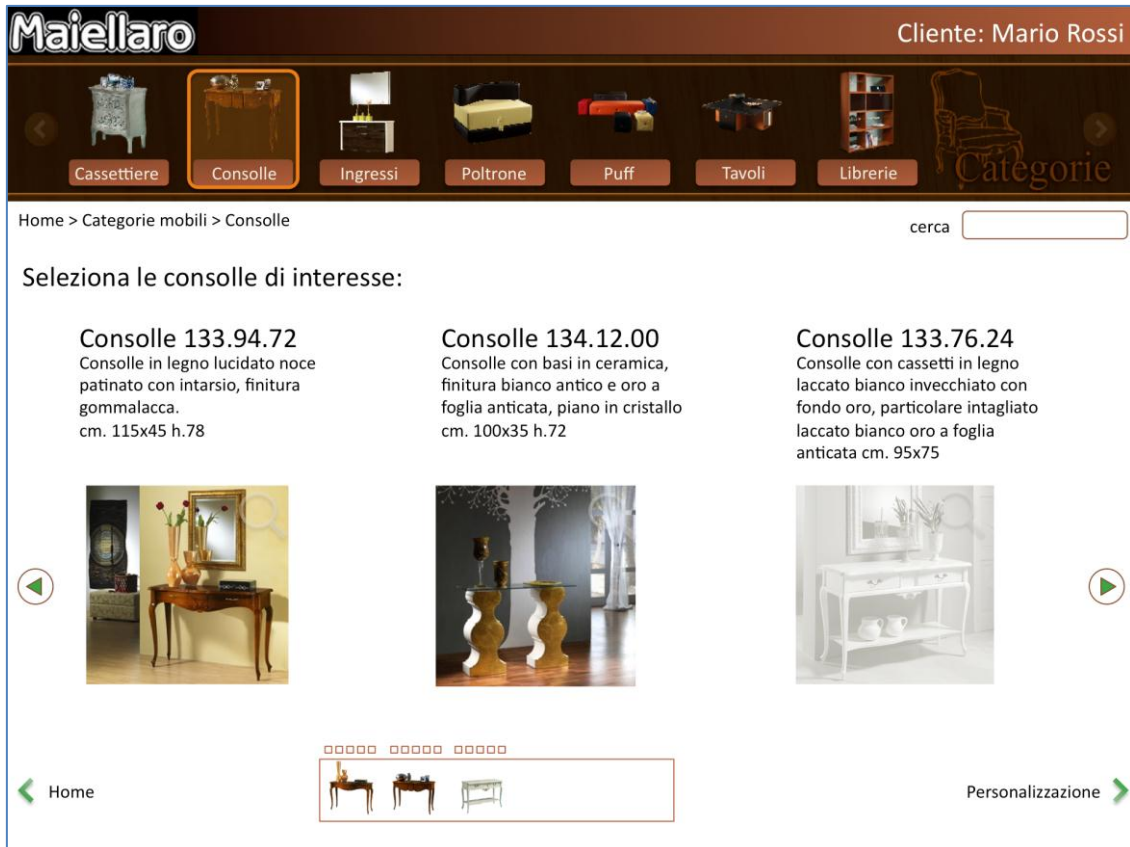 Maiellaro
Cliente: Mario Rossi
Cassettiere
Consolle
Ingressi
Poltrone
Puff
Tavoli
Librerie
Categorie
Home > Categorie mobili > Consolle
cerca
Seleziona le consolle di interesse:
Consolle 133.94.72
Consolle in legno lucidato noce
patinato con intarsio, finitura
gommalacca.
cm. 115x45 h.78
Consolle 134.12.00
Consolle con basi in ceramica,
finitura bianco antico e oro a
foglia anticata, piano in cristallo
cm. 100x35 h.72
Consolle 133.76.24
Consolle con cassetti in legno
laccato bianco invecchiato con
fondo oro, particolare intagliato
laccato bianco oro a foglia
anticata cm. 95x75
Home
Personalizzazione